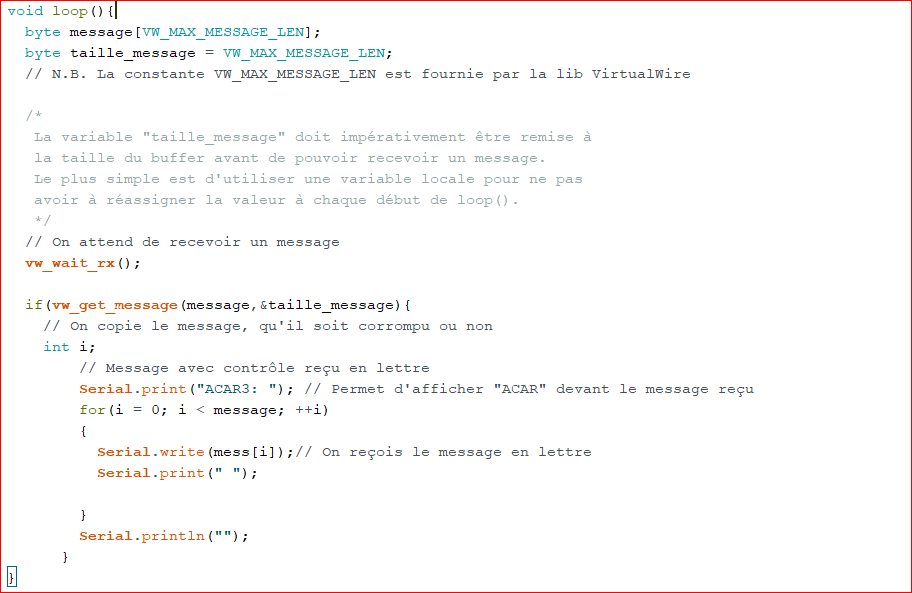 void loop(){
byte message[VW_MAX_MESSAGE_LEN];
byte taille_message = VW_MAX_MESSAGE_LEN;
// N.B. La constante VW_MAX_MESSAGE_LEN est fournie par la lib VirtualWire
/*
La variable "taille_message" doit impérativement être remise à
la taille du buffer avant de pouvoir recevoir un message.
Le plus simple est d'utiliser une variable locale pour ne pas
avoir à réassigner la valeur à chaque début de loop().
*/
// On attend de recevoir un message
vw_wait_rx();
if(vw_get_message(message,&taille_message){
// On copie le message, qu'il soit corrompu ou non
int i;
// Message avec contrôle reçu en lettre
Serial.print("ACAR3: "); // Permet d'afficher "ACAR" devant le message reçu
for(i = 0; i < message; ++i)
{
Serial.write(mess[i]);// On reçois le message en lettre
Serial.print(" ");
}
Serial.println("");
}
}